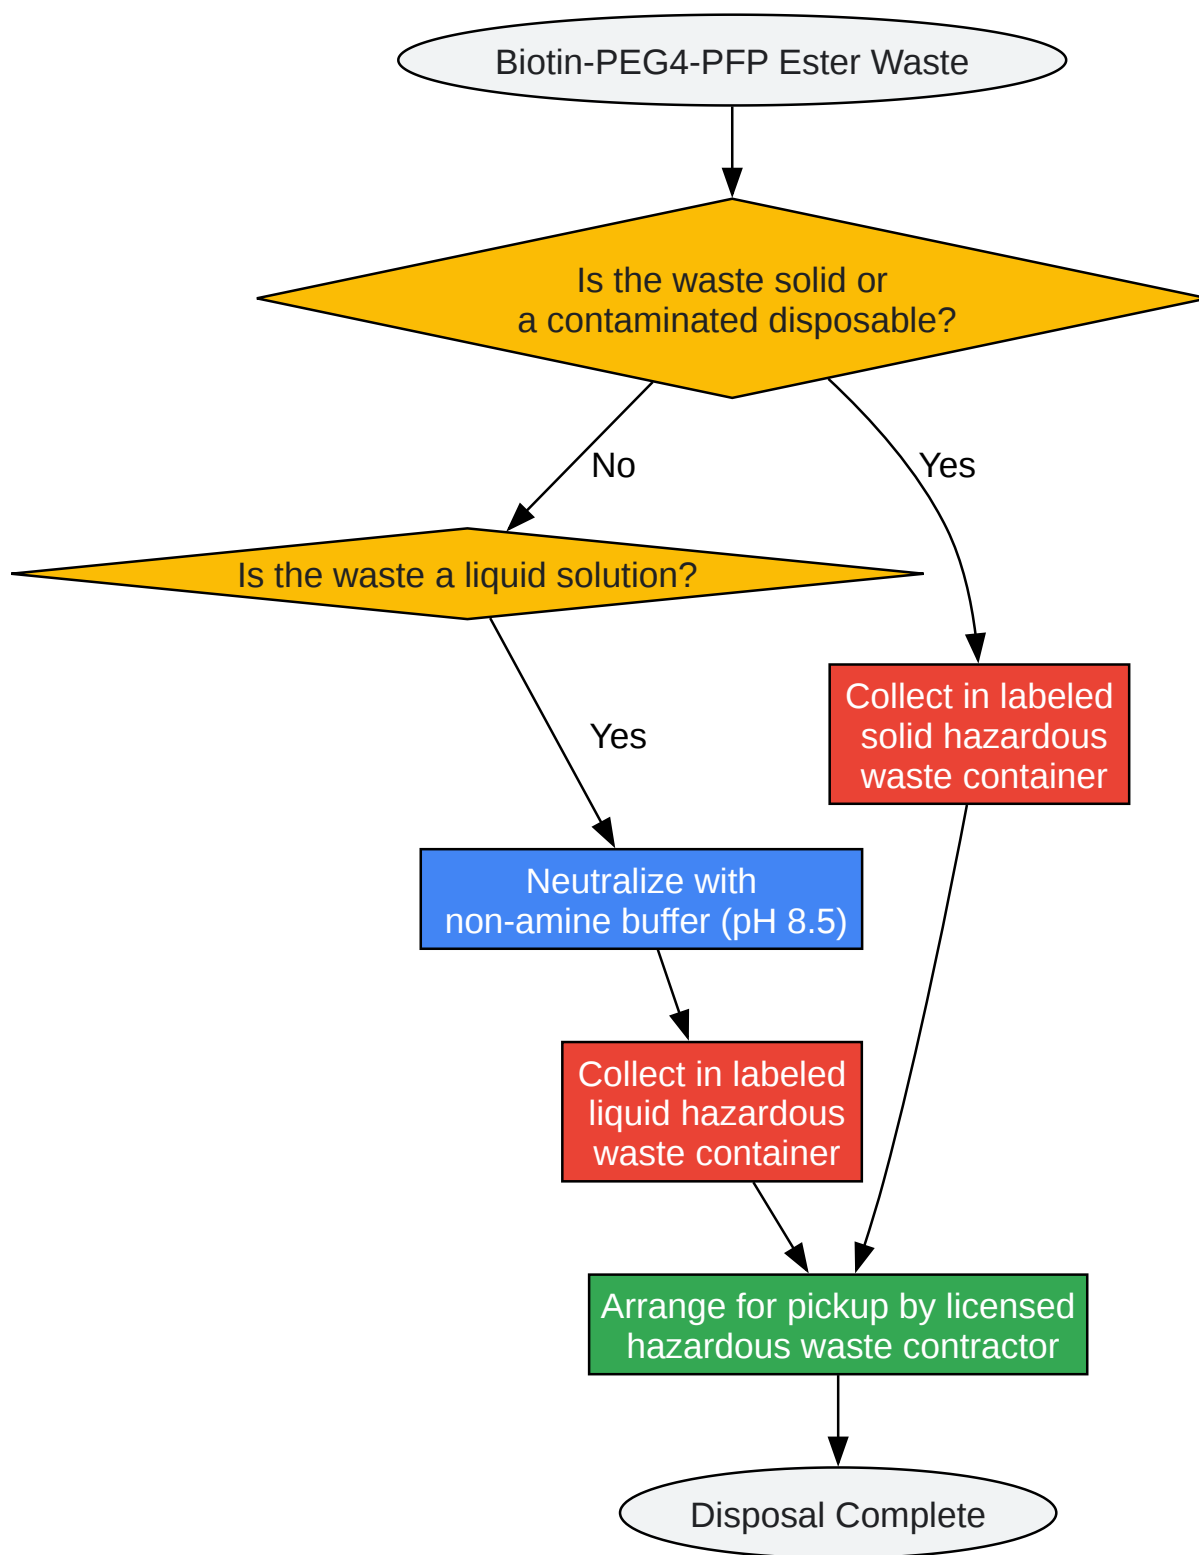 Biotin-PEG4-PFP Ester Waste
Is the waste solid or
a contaminated disposable?
No
Yes
Is the waste a liquid solution?
Collect in labeled
solid hazardous
waste container
Yes
Neutralize with
non-amine buffer (pH 8.5)
Collect in labeled
liquid hazardous
waste container
Arrange for pickup by licensed
hazardous waste contractor
Disposal Complete